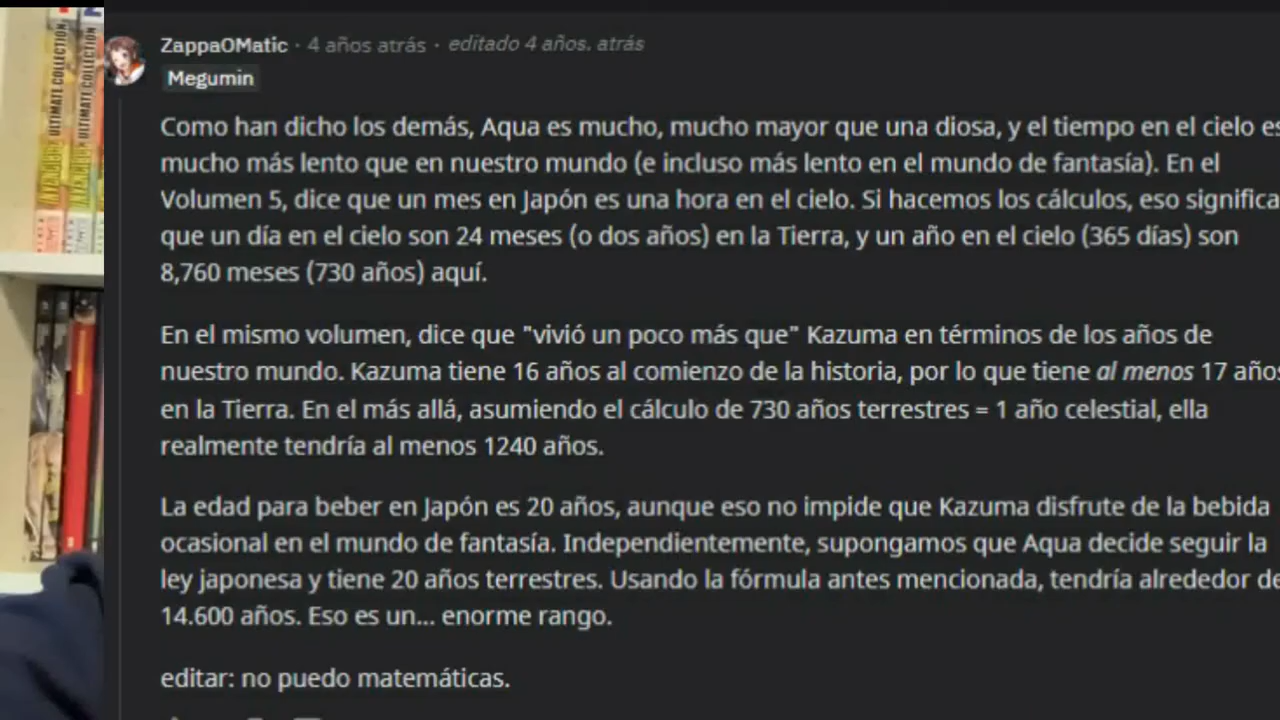 ULTIMATE COLLECTION
ULTIMATE COLLECTION
ZappaOMatic · 4 años atrás · editado 4 años. atrás
Megumin
Como han dicho los demás, Aqua es mucho, mucho mayor que una diosa, y el tiempo en el cielo es
mucho más lento que en nuestro mundo (e incluso más lento en el mundo de fantasía). En el
Volumen 5, dice que un mes en Japón es una hora en el cielo. Si hacemos los cálculos, eso significa
que un día en el cielo son 24 meses (o dos años) en la Tierra, y un año en el cielo (365 días) son
8,760 meses (730 años) aquí.
En el mismo volumen, dice que "vivió un poco más que" Kazuma en términos de los años de
nuestro mundo. Kazuma tiene 16 años al comienzo de la historia, por lo que tiene al menos 17 años
en la Tierra. En el más allá, asumiendo el cálculo de 730 años terrestres = 1 año celestial, ella
realmente tendría al menos 1240 años.
La edad para beber en Japón es 20 años, aunque eso no impide que Kazuma disfrute de la bebida
ocasional en el mundo de fantasía. Independientemente, supongamos que Aqua decide seguir la
ley japonesa y tiene 20 años terrestres. Usando la fórmula antes mencionada, tendría alrededor de
14.600 años. Eso es un... enorme rango.
editar: no puedo matemáticas.